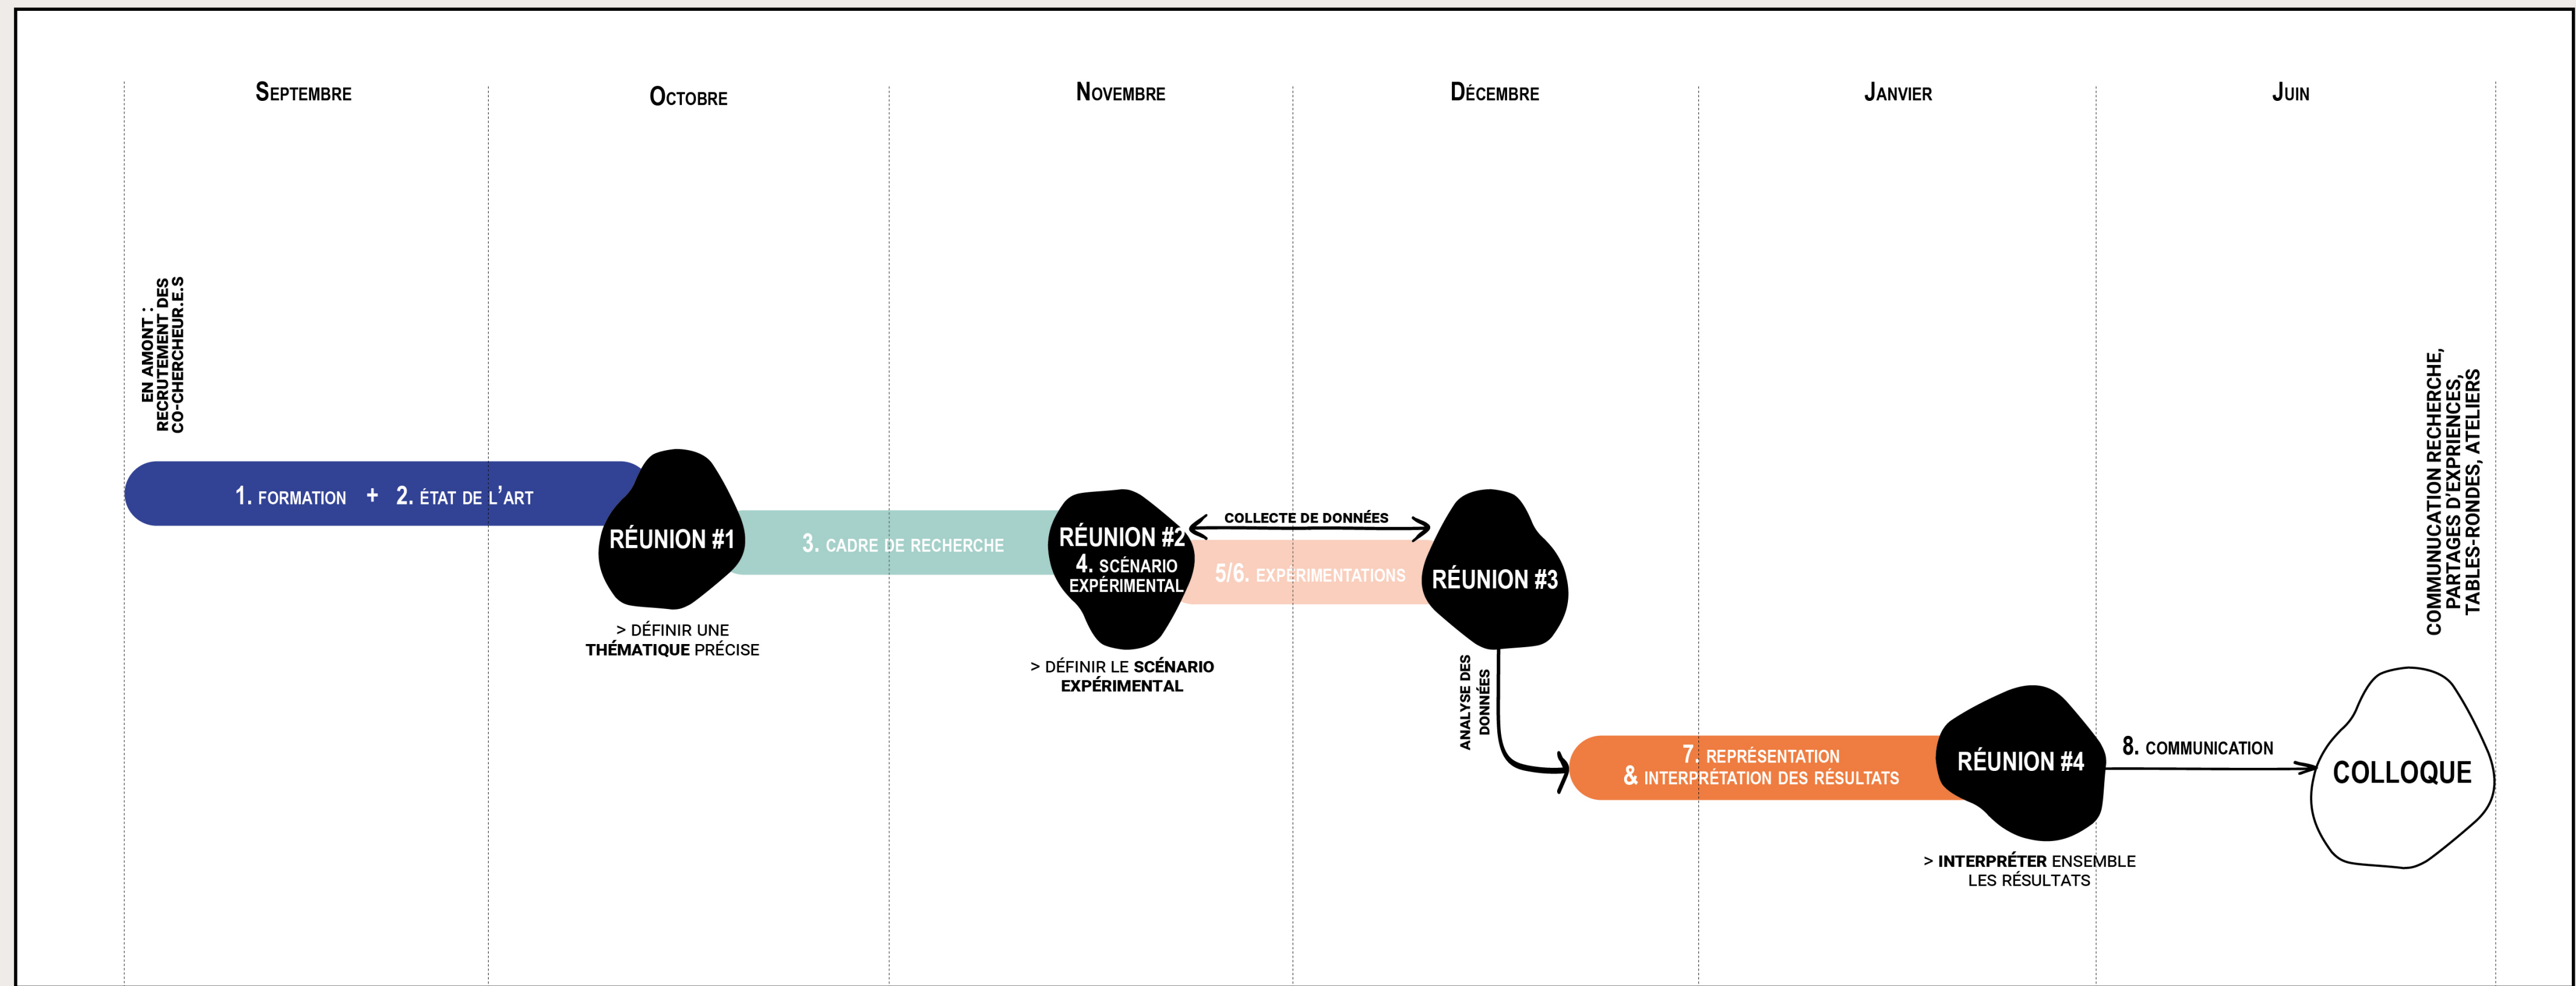 Septembre
Octobre
Novembre
Décembre
Janvier
Juin
EN AMONT :
RECRUTEMENT DES
CO-CHERCHEUR.E.S
1. FORMATION + 2. ÉTAT DE L'ART
RÉUNION #1
> DÉFINIR UNE
THÉMATIQUE PRÉCISE
3. CADRE DE RECHERCHE
RÉUNION #2
4. SCÉNARIO
EXPÉRIMENTAL
> DÉFINIR LE SCÉNARIO
EXPÉRIMENTAL
COLLECTE DE DONNÉES
5/6. EXPÉRIMENTATIONS
RÉUNION #3
ANALYSE DES
DONNÉES
7. REPRÉSENTATION
& INTERPRÉTATION DES RÉSULTATS
RÉUNION #4
> INTERPRÉTER ENSEMBLE
LES RÉSULTATS
8. COMMUNICATION
COMMUNUCATION RECHERCHE,
PARTAGES D'EXPRIENCES,
TABLES-RONDES, ATELIERS
COLLOQUE